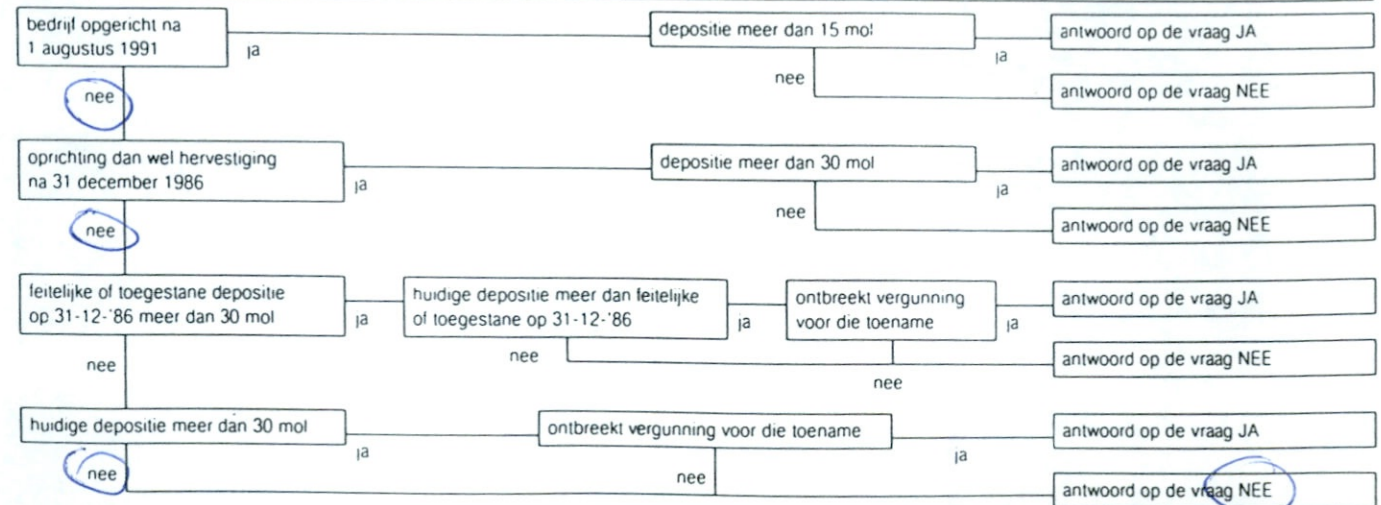 bedrijf opgericht na
1 augustus 1991
ja
depositie meer dan 15 mol
ja
antwoord op de vraag JA
nee
antwoord op de vraag NEE
nee
oprichting dan wel hervestiging
na 31 december 1986
ja
depositie meer dan 30 mol
ja
antwoord op de vraag JA
nee
antwoord op de vraag NEE
nee
feitelijke of toegestane depositie
op 31-12-'86 meer dan 30 mol
ja
huidige depositie meer dan feitelijke
of toegestane op 31-12-'86
ja
ontbreekt vergunning
voor die toename
ja
antwoord op de vraag JA
nee
nee
antwoord op de vraag NEE
nee
huidige depositie meer dan 30 mol
ja
ontbreekt vergunning voor die toename
ja
antwoord op de vraag JA
nee
nee
antwoord op de vraag NEE